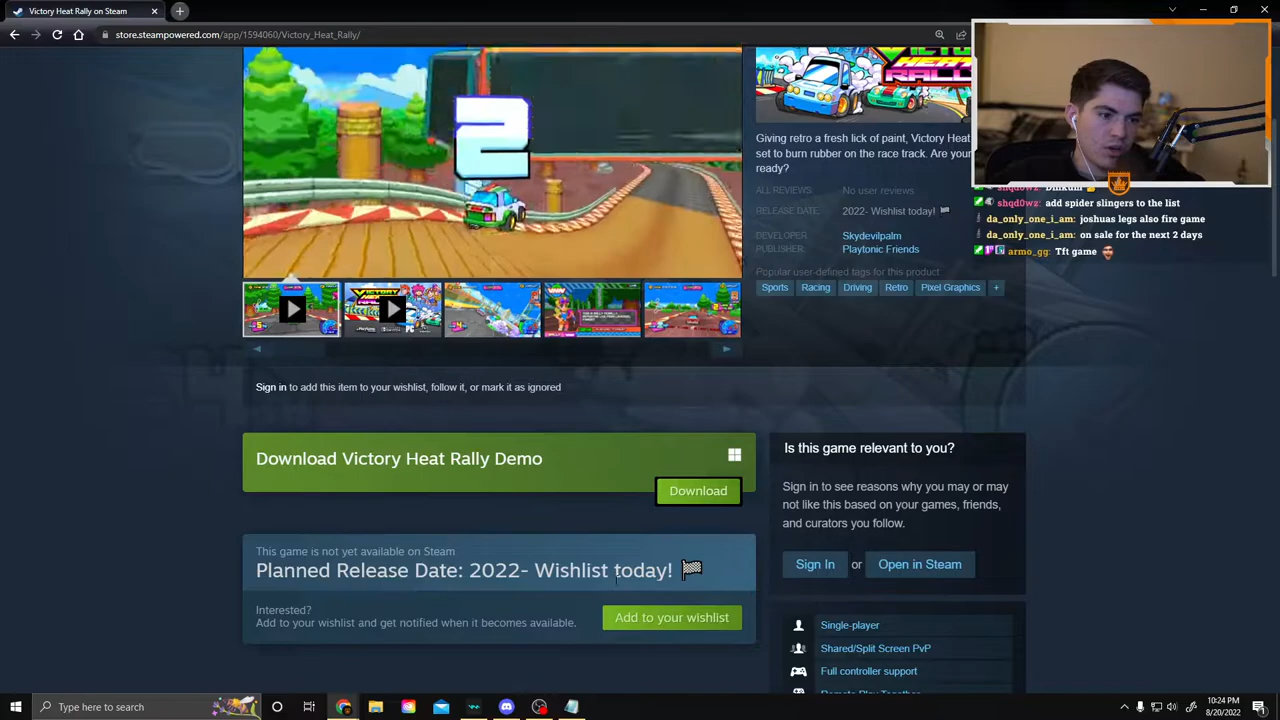 Victory Heat Rally on Steam
store.steampowered.com/app/1594060/Victory_Heat_Rally/
2
RALLY
Giving retro a fresh lick of paint, Victory Heat
set to burn rubber on the race track. Are your
ready?
ALL REVIEWS: No user reviews
RELEASE DATE: 2022- Wishlist today!
DEVELOPER: Skydevilpalm
PUBLISHER: Playtonic Friends
Popular user-defined tags for this product
Sports Racing Driving Retro Pixel Graphics +
shqd0wz: Dinkum
shqd0wz: add spider slingers to the list
da_only_one_i_am: joshuas legs also fire game
da_only_one_i_am: on sale for the next 2 days
armo_gg: Tft game
Sign in to add this item to your wishlist, follow it, or mark it as ignored
Download Victory Heat Rally Demo
Download
This game is not yet available on Steam
Planned Release Date: 2022- Wishlist today!
Interested?
Add to your wishlist and get notified when it becomes available.
Add to your wishlist
Is this game relevant to you?
Sign in to see reasons why you may or may
not like this based on your games, friends,
and curators you follow.
Sign In or Open in Steam
Single-player
Shared/Split Screen PvP
Full controller support
Remote Play Together
Type here to search
10:24 PM
8/20/2022